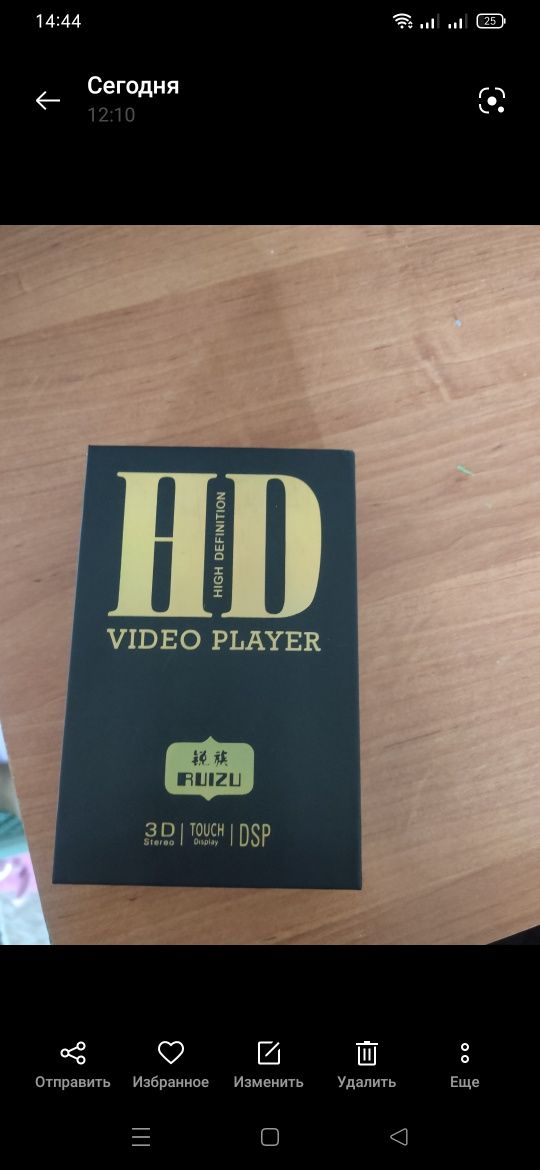 14:44
25
Сегодня
12:10
HD
HIGH DEFINITION
VIDEO PLAYER
锐族
RUIZU
3D Stereo | TOUCH Display | DSP
Отправить
Избранное
Изменить
Удалить
Еще